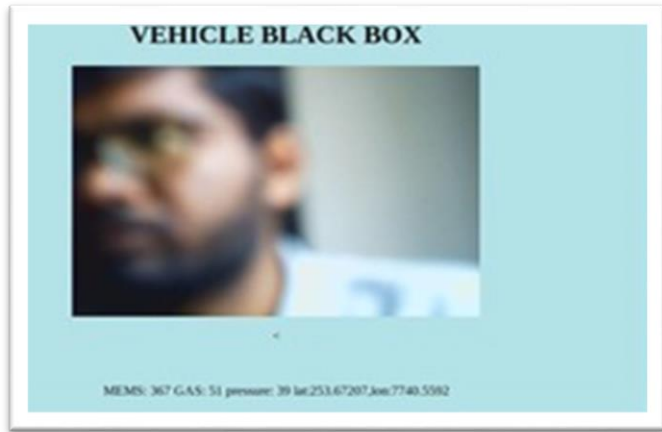 VEHICLE BLACK BOX
<
MEMS: 367 GAS: 51 pressure: 39 lat:253.67207,lon:7740.5592